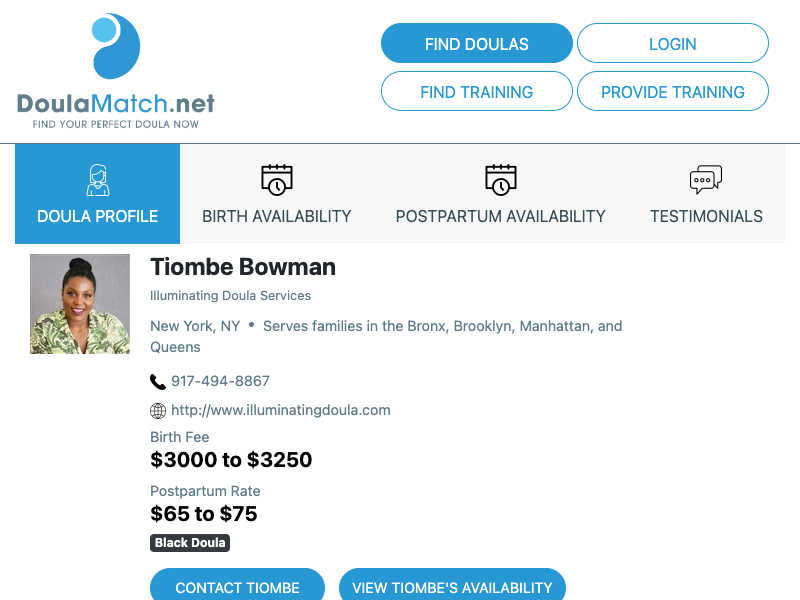 DoulaMatch.net
FIND YOUR PERFECT DOULA NOW
FIND DOULAS
LOGIN
FIND TRAINING
PROVIDE TRAINING
DOULA PROFILE
BIRTH AVAILABILITY
POSTPARTUM AVAILABILITY
TESTIMONIALS
Tiombe Bowman
Illuminating Doula Services
New York, NY • Serves families in the Bronx, Brooklyn, Manhattan, and
Queens
917-494-8867
http://www.illuminatingdoula.com
Birth Fee
$3000 to $3250
Postpartum Rate
$65 to $75
Black Doula
CONTACT TIOMBE
VIEW TIOMBE'S AVAILABILITY